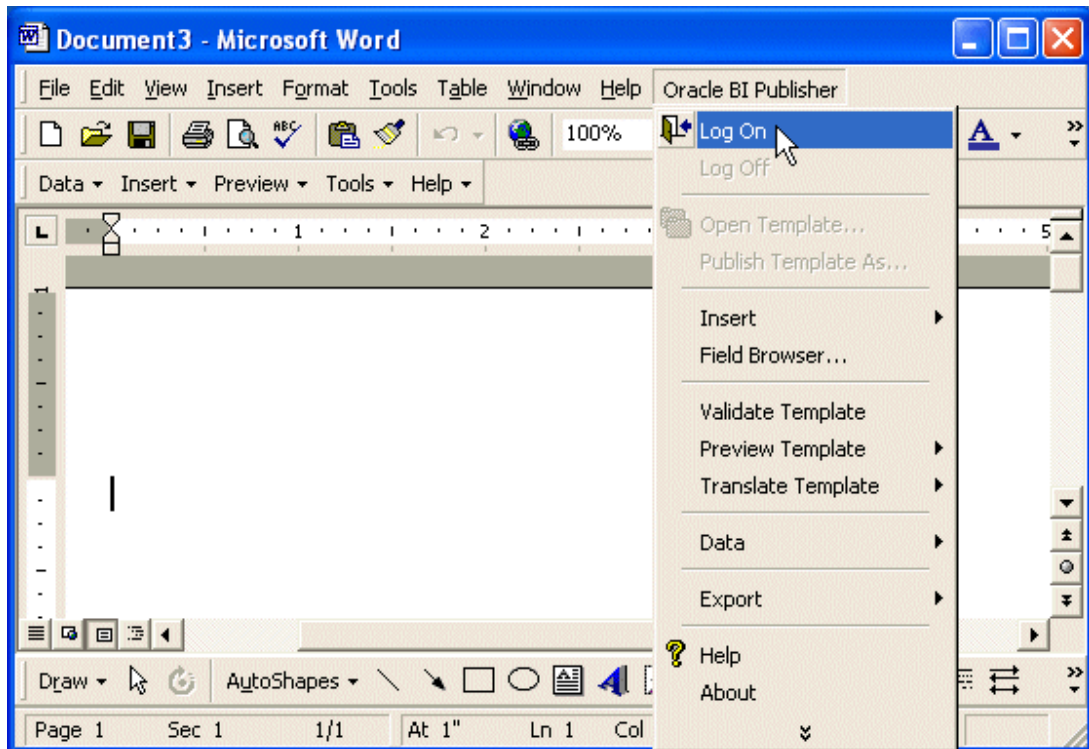 Document3 - Microsoft Word
File Edit View Insert Format Tools Table Window Help Oracle BI Publisher
100%
A
Data Insert Preview Tools Help
L
1 2 5
1
Log On
Log Off
Open Template...
Publish Template As...
Insert
Field Browser...
Validate Template
Preview Template
Translate Template
Data
Export
Help
About
Draw AutoShapes
Page 1 Sec 1 1/1 At 1" Ln 1 Col